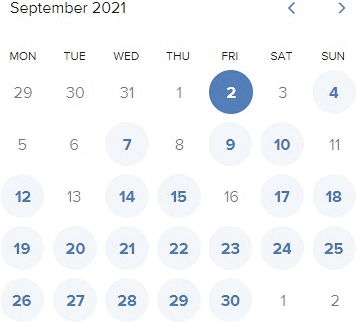 September 2021
MON TUE WED THU FRI SAT SUN
29 30 31 1 2 3 4
5 6 7 8 9 10 11
12 13 14 15 16 17 18
19 20 21 22 23 24 25
26 27 28 29 30 1 2